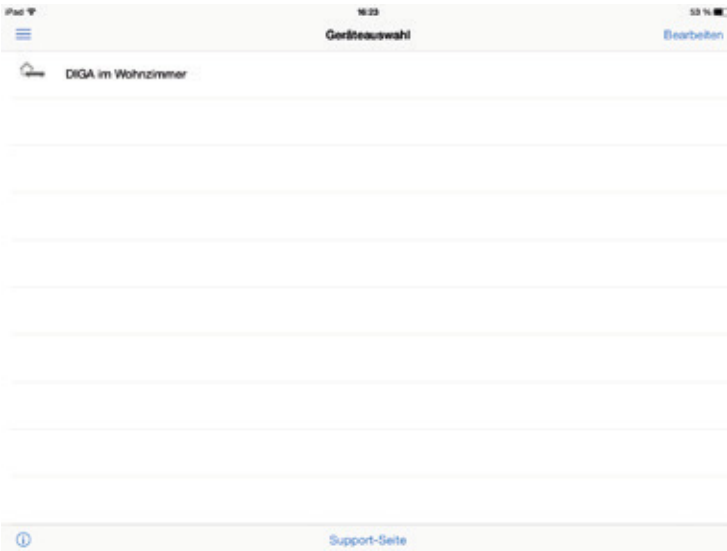 iPad 16:23 53 %
Geräteauswahl Bearbeiten
DIGA im Wohnzimmer
Support-Seite